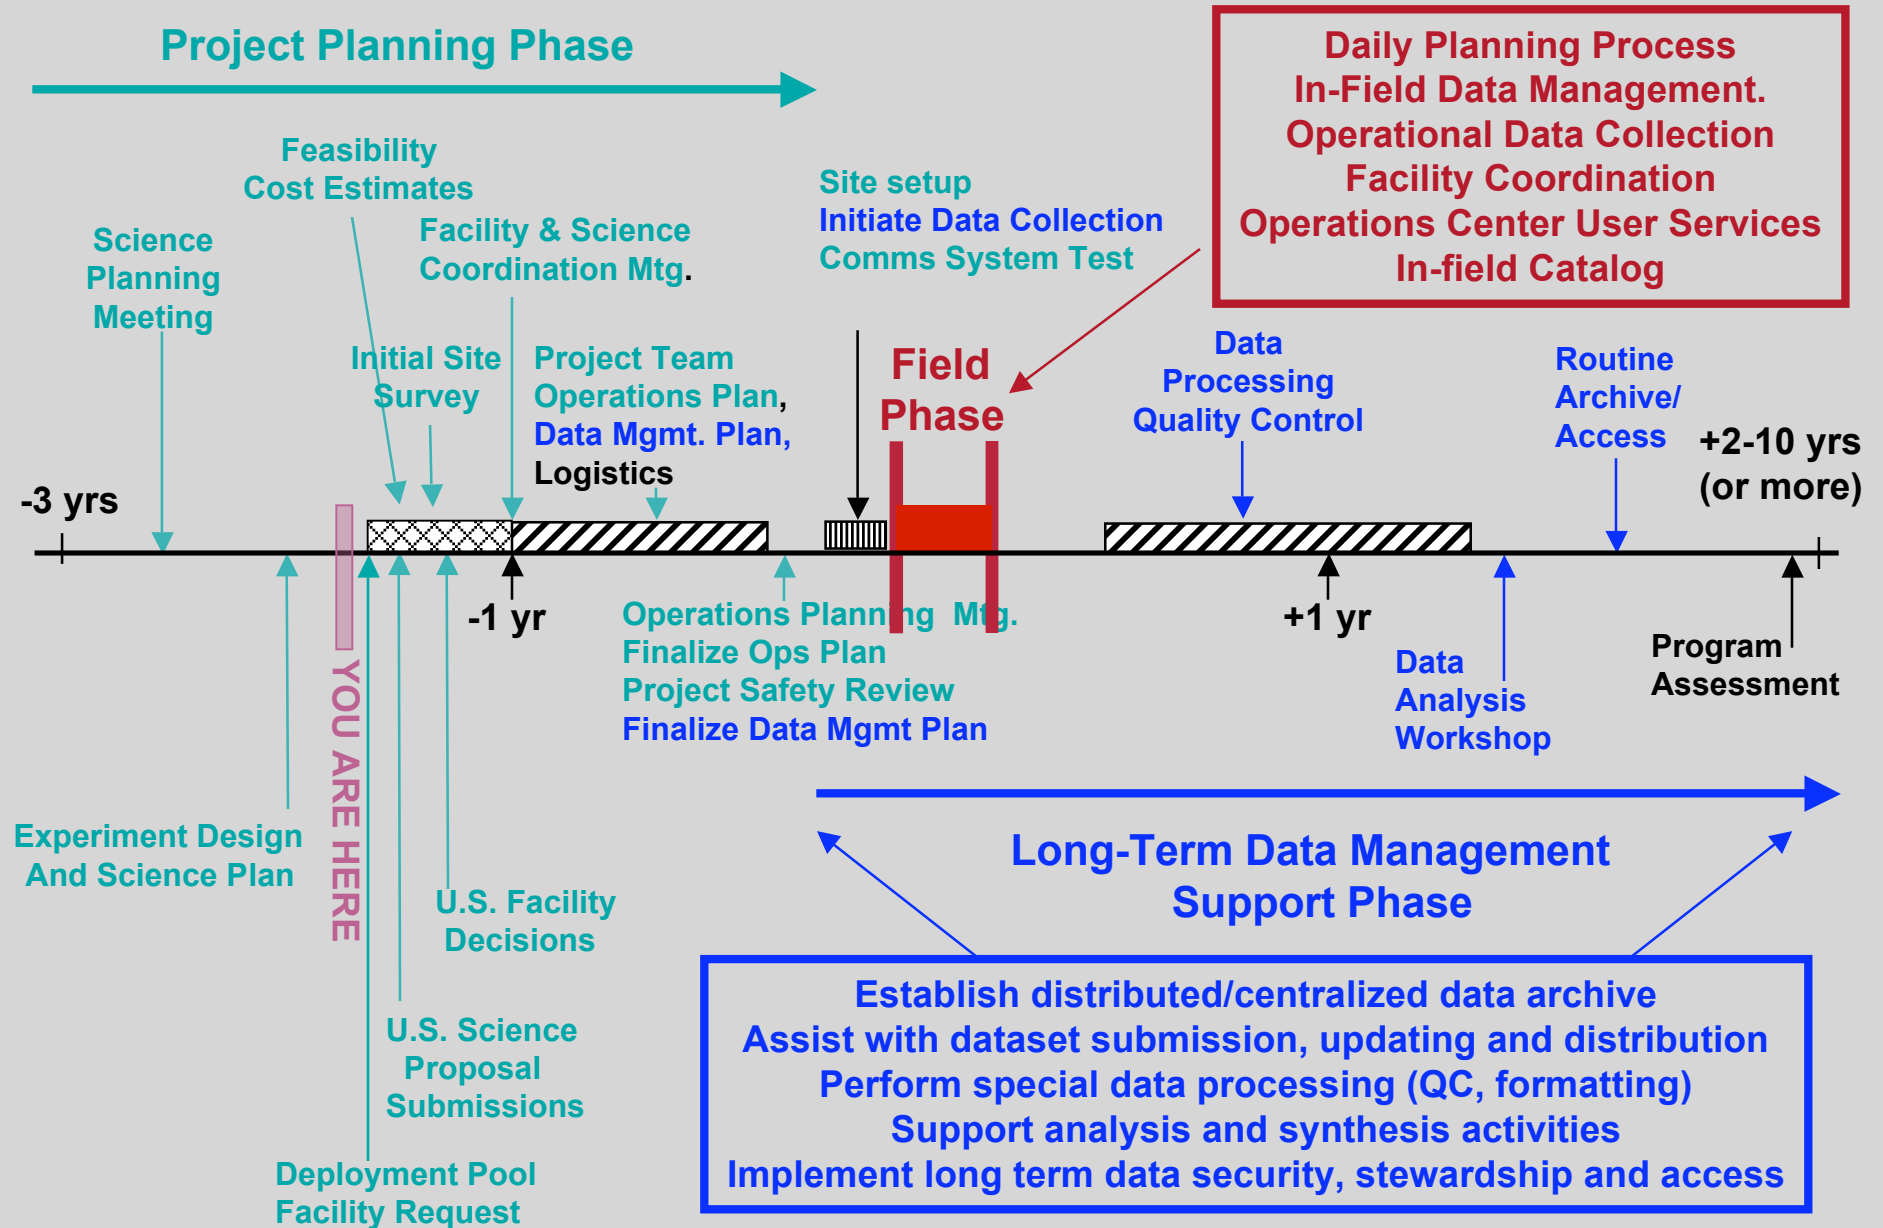 Project Planning Phase
Daily Planning Process
In-Field Data Management.
Operational Data Collection
Facility Coordination
Operations Center User Services
In-field Catalog
Feasibility
Cost Estimates
Science
Planning
Meeting
Facility & Science
Coordination Mtg.
Site setup
Initiate Data Collection
Comms System Test
Initial Site
Survey
Project Team
Operations Plan,
Data Mgmt. Plan,
Logistics
Field
Phase
Data
Processing
Quality Control
Routine
Archive/
Access
+2-10 yrs
(or more)
-3 yrs
-1 yr
+1 yr
YOU ARE HERE
Operations Planning Mtg.
Finalize Ops Plan
Project Safety Review
Finalize Data Mgmt Plan
Data
Analysis
Workshop
Program
Assessment
Experiment Design
And Science Plan
U.S. Facility
Decisions
U.S. Science
Proposal
Submissions
Deployment Pool
Facility Request
Long-Term Data Management
Support Phase
Establish distributed/centralized data archive
Assist with dataset submission, updating and distribution
Perform special data processing (QC, formatting)
Support analysis and synthesis activities
Implement long term data security, stewardship and access